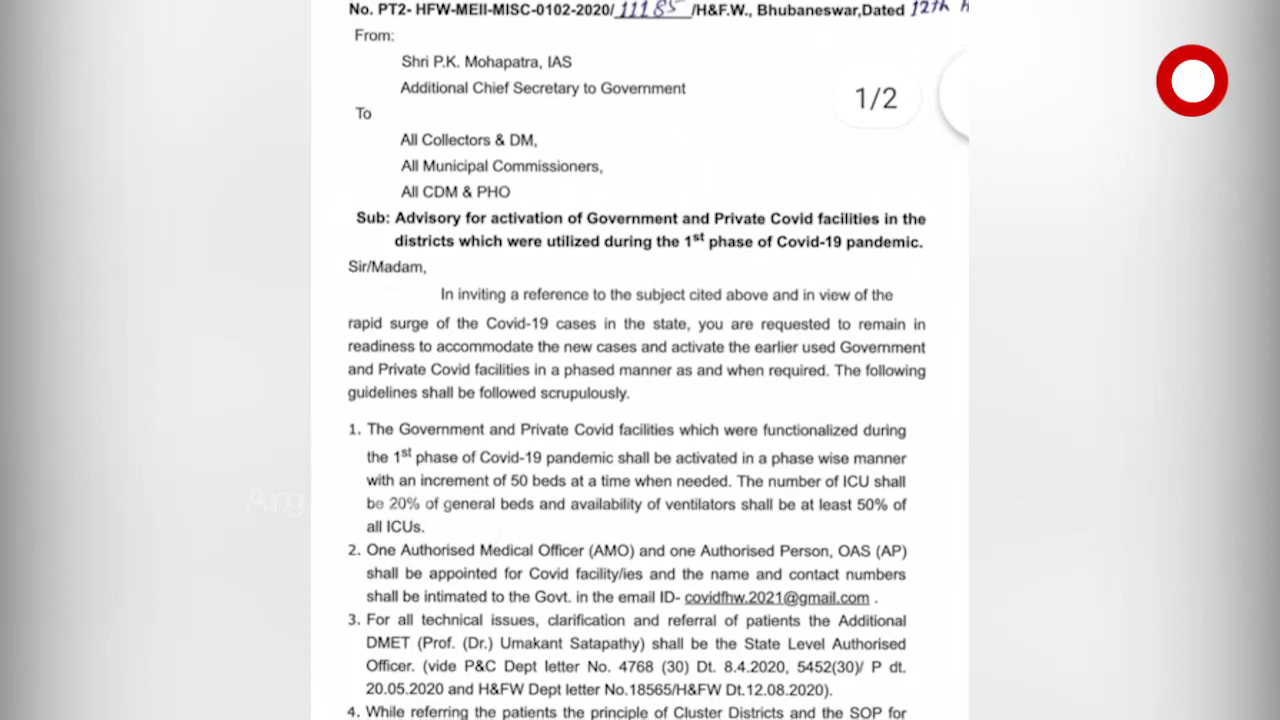 No. PT2- HFW-MEII-MISC-0102-2020/ 11185 /H&F.W., Bhubaneswar,Dated 12th
From:
Shri P.K. Mohapatra, IAS
Additional Chief Secretary to Government
1/2
To
All Collectors & DM,
All Municipal Commissioners,
All CDM & PHO
Sub: Advisory for activation of Government and Private Covid facilities in the
districts which were utilized during the 1st phase of Covid-19 pandemic.
Sir/Madam,
In inviting a reference to the subject cited above and in view of the
rapid surge of the Covid-19 cases in the state, you are requested to remain in
readiness to accommodate the new cases and activate the earlier used Government
and Private Covid facilities in a phased manner as and when required. The following
guidelines shall be followed scrupulously.
1. The Government and Private Covid facilities which were functionalized during
the 1st phase of Covid-19 pandemic shall be activated in a phase wise manner
with an increment of 50 beds at a time when needed. The number of ICU shall
be 20% of general beds and availability of ventilators shall be at least 50% of
all ICUs.
2. One Authorised Medical Officer (AMO) and one Authorised Person, OAS (AP)
shall be appointed for Covid facility/ies and the name and contact numbers
shall be intimated to the Govt. in the email ID- covidfhw.2021@gmail.com .
3. For all technical issues, clarification and referral of patients the Additional
DMET (Prof. (Dr.) Umakant Satapathy) shall be the State Level Authorised
Officer. (vide P&C Dept letter No. 4768 (30) Dt. 8.4.2020, 5452(30)/ P dt.
20.05.2020 and H&FW Dept letter No.18565/H&FW Dt.12.08.2020).
4. While referring the patients the principle of Cluster Districts and the SOP for